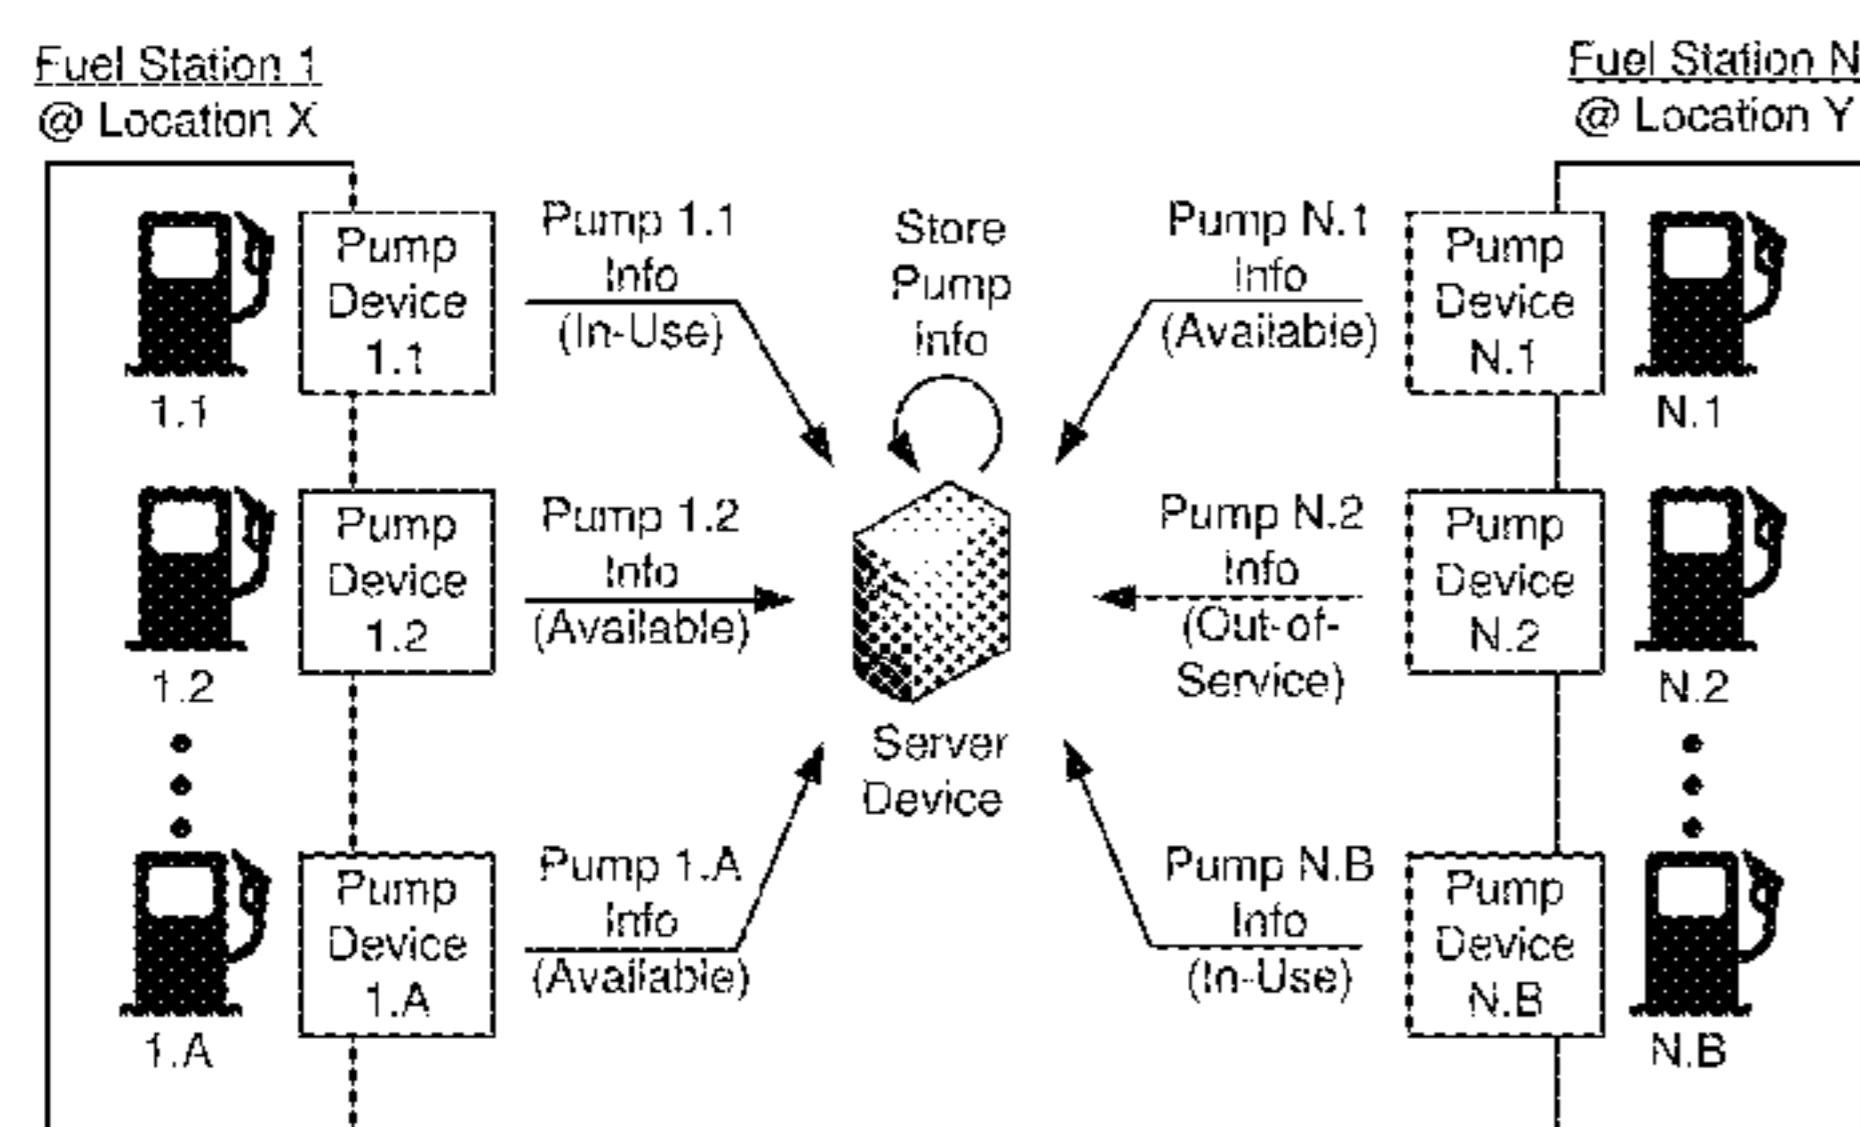 Fuel Station 1
@ Location X
1.1
Pump
Device
1.1
Pump 1.1
Info
(In-Use)
1.2
Pump
Device
1.2
Pump 1.2
Info
(Available)
1.A
Pump
Device
1.A
Pump 1.A
Info
(Available)
Store
Pump
Info
Server
Device
Fuel Station N
@ Location Y
Pump N.1
Info
(Available)
Pump
Device
N.1
N.1
Pump N.2
Info
(Out-of-
Service)
Pump
Device
N.2
N.2
Pump N.B
Info
(In-Use)
Pump
Device
N.B
N.B